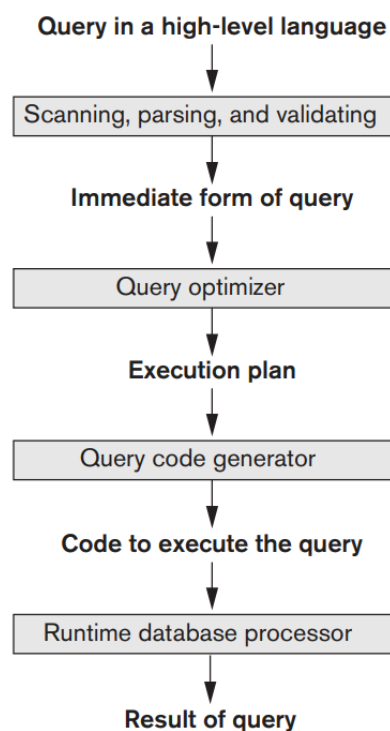 Query in a high-level language
Scanning, parsing, and validating
Immediate form of query
Query optimizer
Execution plan
Query code generator
Code to execute the query
Runtime database processor
Result of query